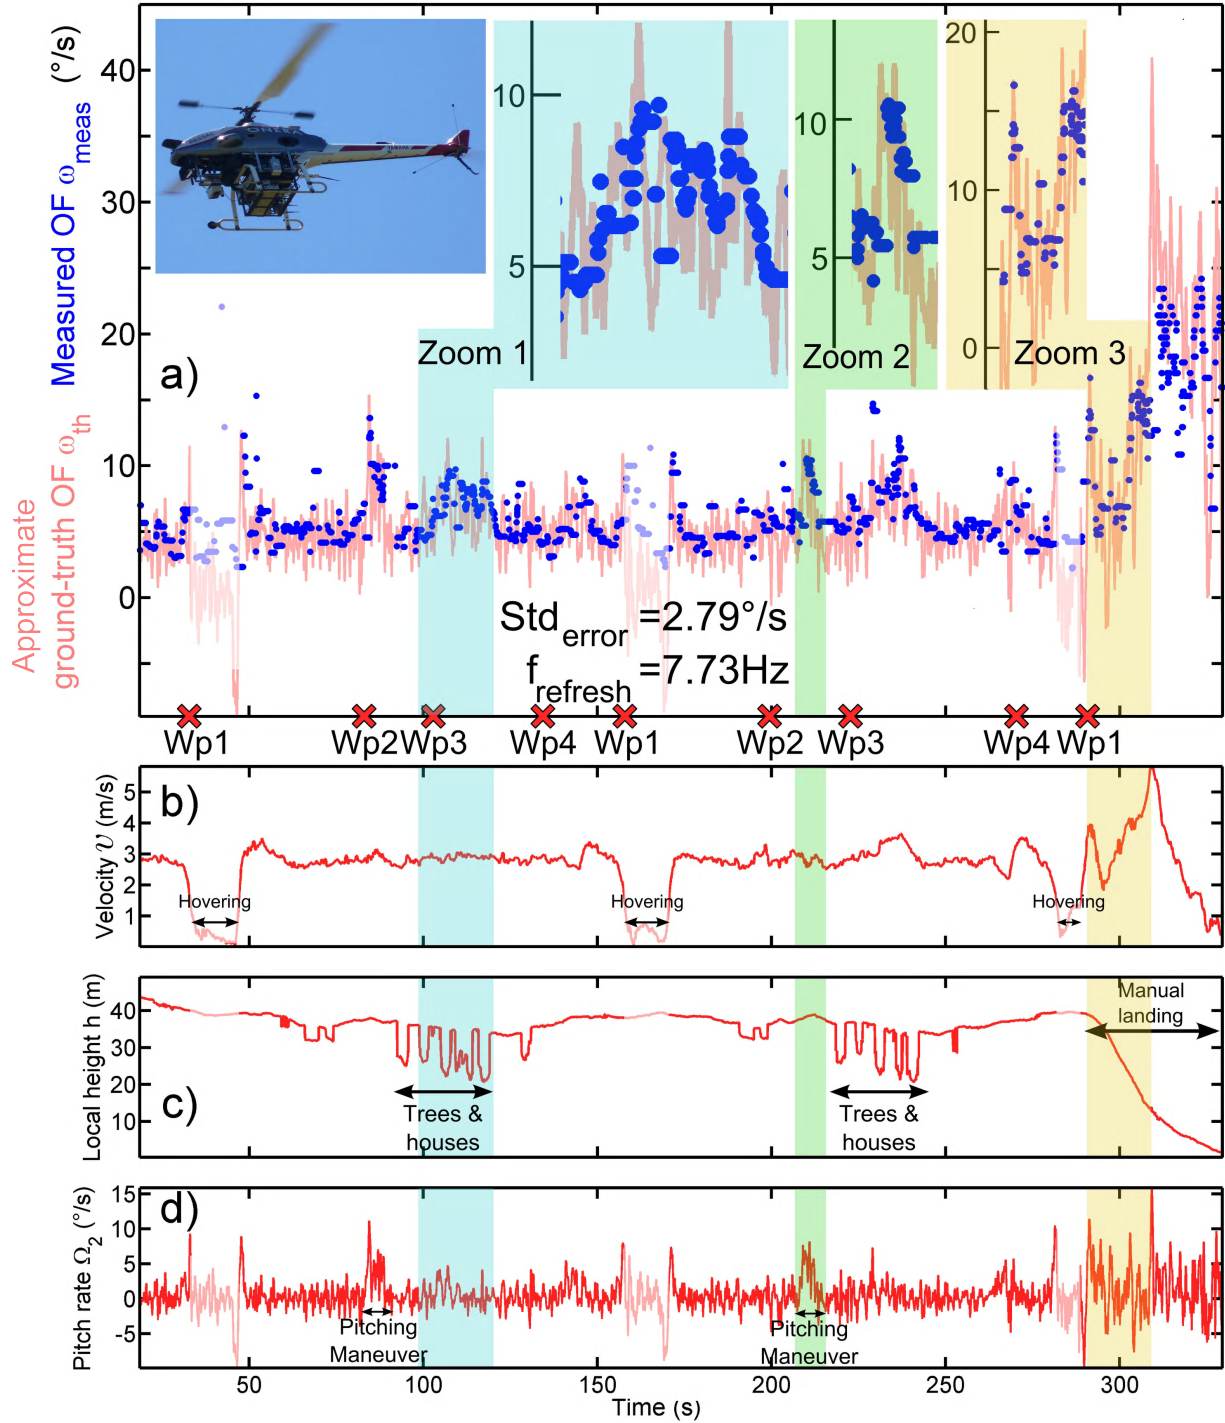 Measured OF ω_meas (°/s)
Approximate
ground-truth OF ω_th
40
30
20
10
0
a)
10
5
Zoom 1
10
5
Zoom 2
20
10
0
Zoom 3
Std_error =2.79°/s
f_refresh =7.73Hz
Wp1 Wp2 Wp3 Wp4 Wp1 Wp2 Wp3 Wp4 Wp1
b)
Velocity υ (m/s)
5
4
3
2
1
Hovering Hovering Hovering
c)
Local height h (m)
40
30
20
10
Trees &
houses
Trees &
houses
Manual
landing
d)
Pitch rate Ω₂ (°/s)
15
10
5
0
-5
Pitching
Maneuver
Pitching
Maneuver
50 100 150 200 250 300
Time (s)